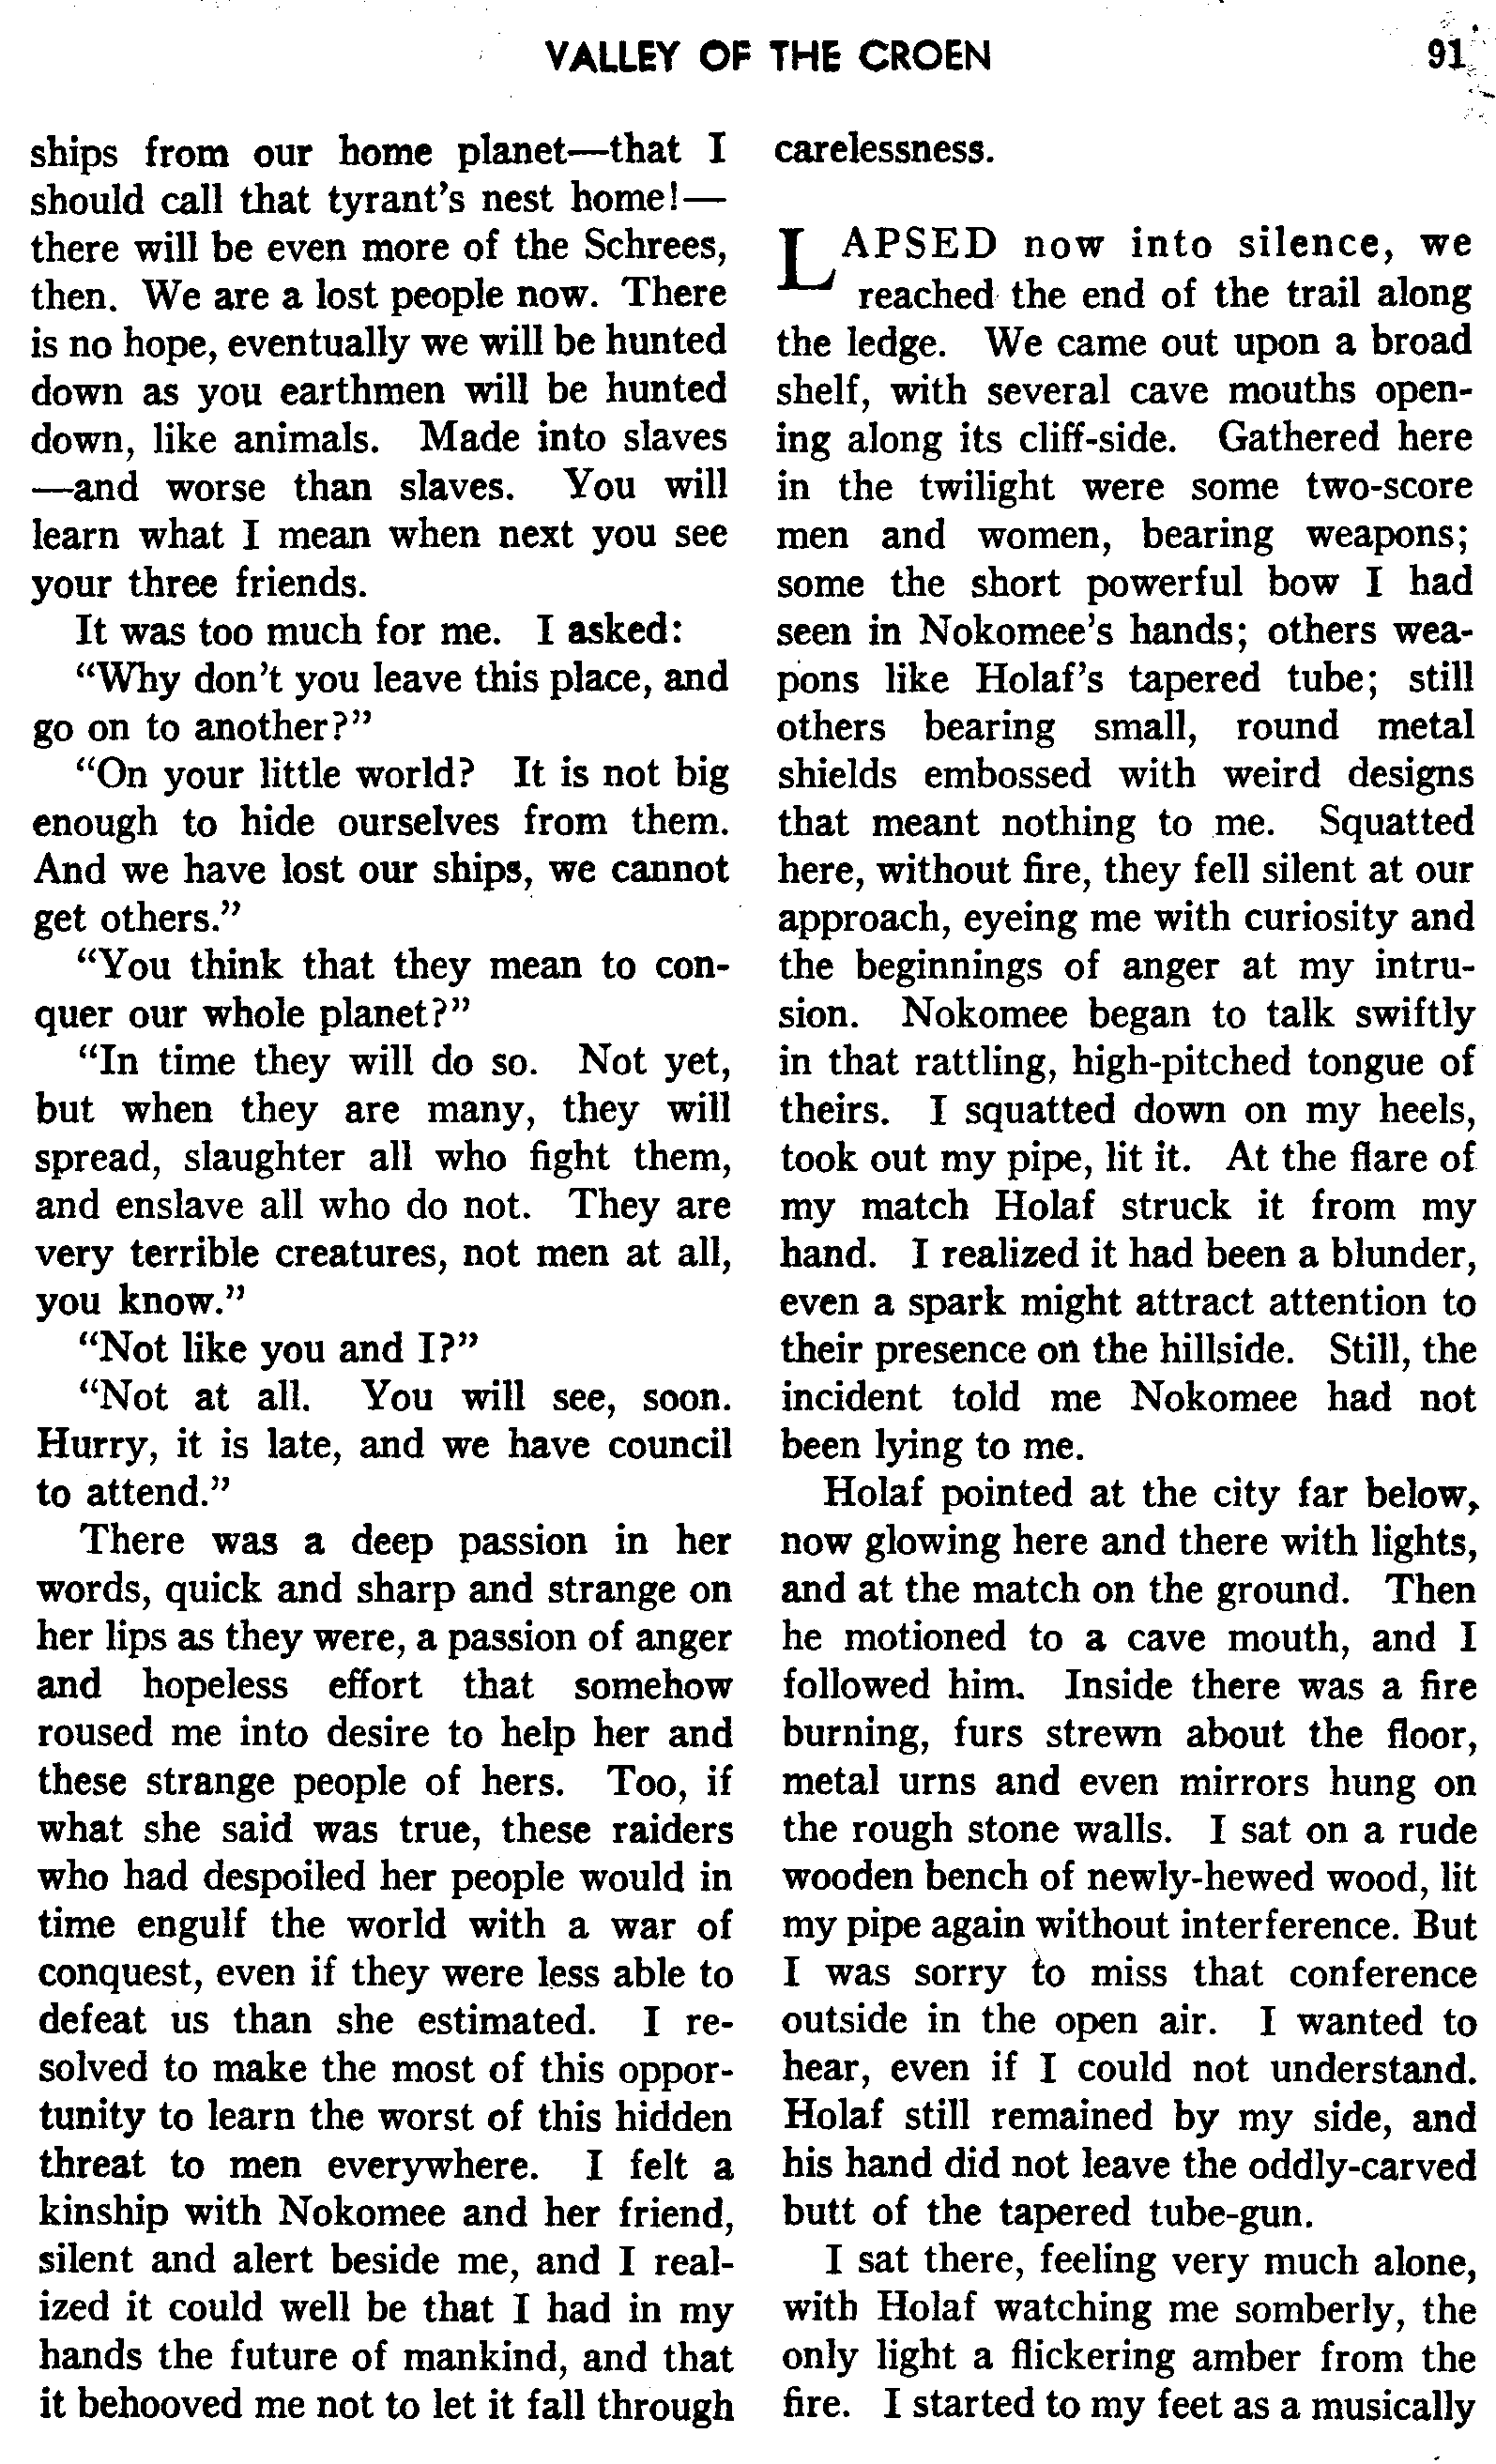 VALLEY OF THE CROEN 91
ships from our home planet—that I
should call that tyrant's nest home!—
there will be even more of the Schrees,
then. We are a lost people now. There
is no hope, eventually we will be hunted
down as you earthmen will be hunted
down, like animals. Made into slaves
—and worse than slaves. You will
learn what I mean when next you see
your three friends.
It was too much for me. I asked:
"Why don't you leave this place, and
go on to another?"
"On your little world? It is not big
enough to hide ourselves from them.
And we have lost our ships, we cannot
get others."
"You think that they mean to con-
quer our whole planet?"
"In time they will do so. Not yet,
but when they are many, they will
spread, slaughter all who fight them,
and enslave all who do not. They are
very terrible creatures, not men at all,
you know."
"Not like you and I?"
"Not at all. You will see, soon.
Hurry, it is late, and we have council
to attend."
There was a deep passion in her
words, quick and sharp and strange on
her lips as they were, a passion of anger
and hopeless effort that somehow
roused me into desire to help her and
these strange people of hers. Too, if
what she said was true, these raiders
who had despoiled her people would in
time engulf the world with a war of
conquest, even if they were less able to
defeat us than she estimated. I re-
solved to make the most of this oppor-
tunity to learn the worst of this hidden
threat to men everywhere. I felt a
kinship with Nokomee and her friend,
silent and alert beside me, and I real-
ized it could well be that I had in my
hands the future of mankind, and that
it behooved me not to let it fall through
carelessness.
LAPSED now into silence, we
reached the end of the trail along
the ledge. We came out upon a broad
shelf, with several cave mouths open-
ing along its cliff-side. Gathered here
in the twilight were some two-score
men and women, bearing weapons;
some the short powerful bow I had
seen in Nokomee's hands; others wea-
pons like Holaf's tapered tube; still
others bearing small, round metal
shields embossed with weird designs
that meant nothing to me. Squatted
here, without fire, they fell silent at our
approach, eyeing me with curiosity and
the beginnings of anger at my intru-
sion. Nokomee began to talk swiftly
in that rattling, high-pitched tongue of
theirs. I squatted down on my heels,
took out my pipe, lit it. At the flare of
my match Holaf struck it from my
hand. I realized it had been a blunder,
even a spark might attract attention to
their presence on the hillside. Still, the
incident told me Nokomee had not
been lying to me.
Holaf pointed at the city far below,
now glowing here and there with lights,
and at the match on the ground. Then
he motioned to a cave mouth, and I
followed him. Inside there was a fire
burning, furs strewn about the floor,
metal urns and even mirrors hung on
the rough stone walls. I sat on a rude
wooden bench of newly-hewed wood, lit
my pipe again without interference. But
I was sorry to miss that conference
outside in the open air. I wanted to
hear, even if I could not understand.
Holaf still remained by my side, and
his hand did not leave the oddly-carved
butt of the tapered tube-gun.
I sat there, feeling very much alone,
with Holaf watching me somberly, the
only light a flickering amber from the
fire. I started to my feet as a musically